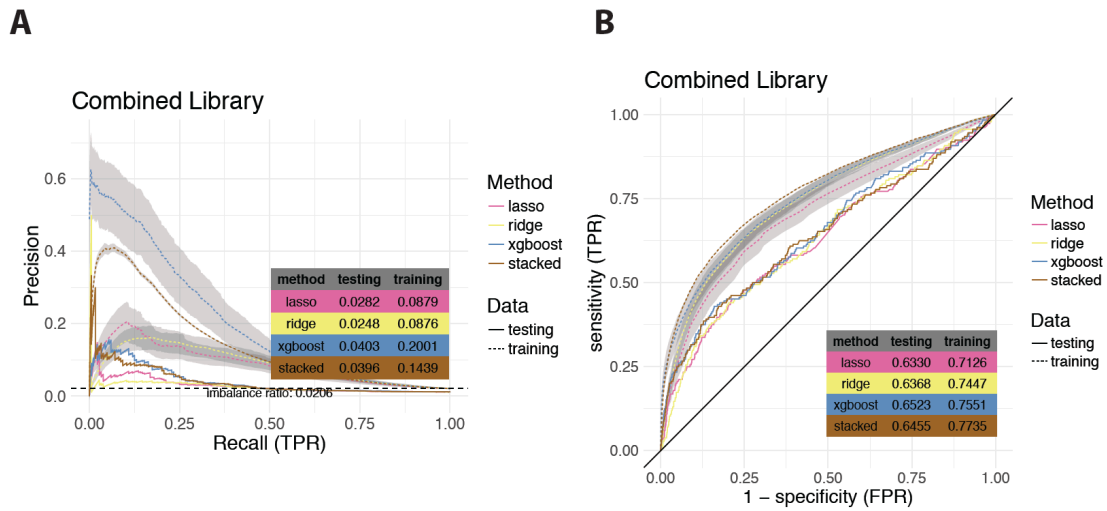 A
Combined Library
Precision
0.6
0.4
0.2
0.0
method testing training
lasso 0.0282 0.0879
ridge 0.0248 0.0876
xgboost 0.0403 0.2001
stacked 0.0396 0.1439
Imbalance ratio: 0.0206
0.00 0.25 0.50 0.75 1.00
Recall (TPR)
Method
lasso
ridge
xgboost
stacked
Data
testing
training
B
Combined Library
sensitivity (TPR)
1.00
0.75
0.50
0.25
0.00
method testing training
lasso 0.6330 0.7126
ridge 0.6368 0.7447
xgboost 0.6523 0.7551
stacked 0.6455 0.7735
0.00 0.25 0.50 0.75 1.00
1 − specificity (FPR)
Method
lasso
ridge
xgboost
stacked
Data
testing
training